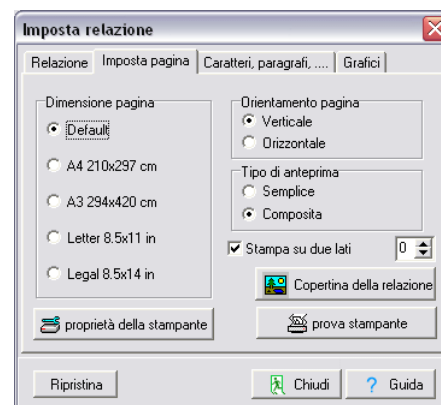 Imposta relazione
Relazione Imposta pagina Caratteri, paragrafi, .... Grafici
Dimensione pagina
Default
A4 210x297 cm
A3 294x420 cm
Letter 8.5x11 in
Legal 8.5x14 in
proprietà della stampante
Orientamento pagina
Verticale
Orizzontale
Tipo di anteprima
Semplice
Composita
Stampa su due lati 0
Copertina della relazione
prova stampante
Ripristina Chiudi ? Guida